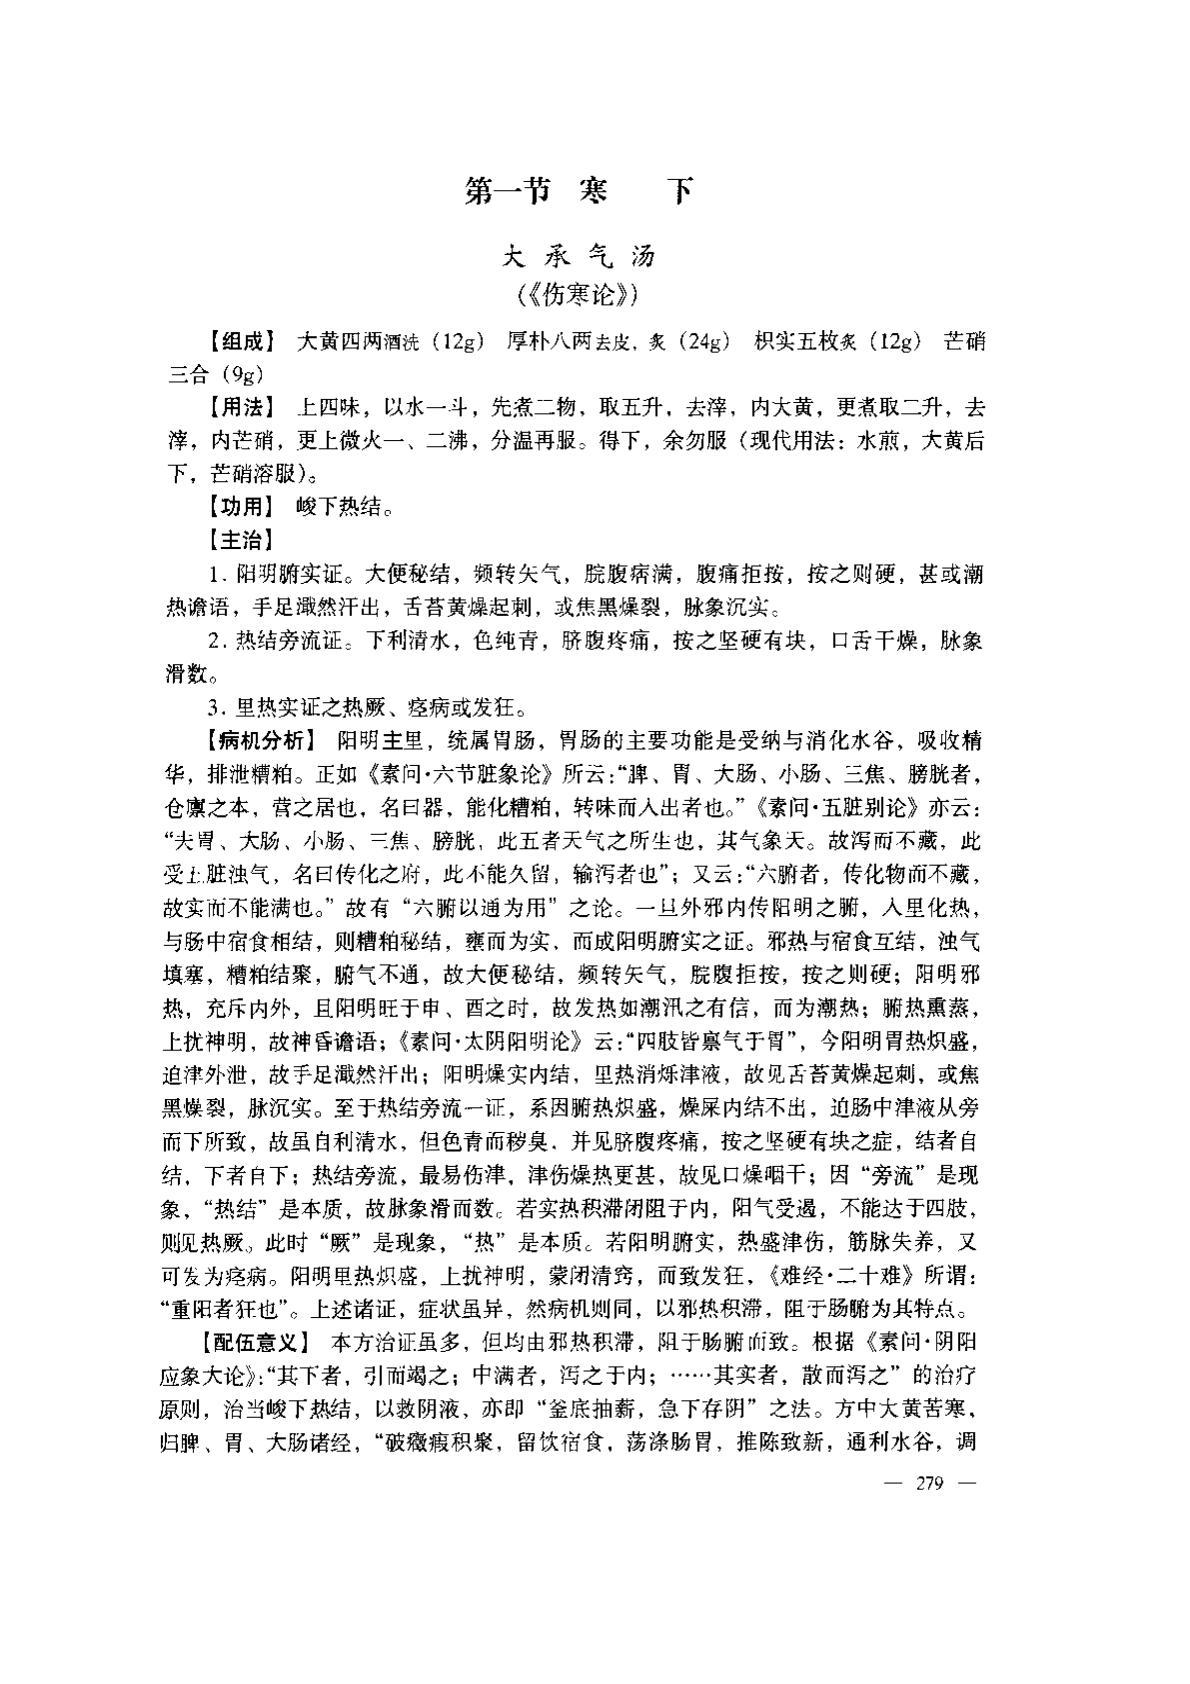 第一节 寒 下
大承气汤
(《伤寒论》)
【组成】 大黄四两酒洗(12g) 厚朴八两去皮，炙(24g) 枳实五枚炙(12g) 芒硝
三合(9g)
【用法】 上四味，以水一斗，先煮二物，取五升，去滓，内大黄，更煮取二升，去
滓，内芒硝，更上微火一、二沸，分温再服。得下，余勿服(现代用法：水煎，大黄后
下，芒硝溶服)。
【功用】 峻下热结。
【主治】
1. 阳明腑实证。大便秘结，频转矢气，脘腹痞满，腹痛拒按，按之则硬，甚或潮
热谵语，手足濈然汗出，舌苔黄燥起刺，或焦黑燥裂，脉象沉实。
2. 热结旁流证。下利清水，色纯青，脐腹疼痛，按之坚硬有块，口舌干燥，脉象
滑数。
3. 里热实证之热厥、痉病或发狂。
【病机分析】 阳明主里，统属胃肠，胃肠的主要功能是受纳与消化水谷，吸收精
华，排泄糟粕。正如《素问·六节脏象论》所云：“脾、胃、大肠、小肠、三焦、膀胱者，
仓廪之本，营之居也，名曰器，能化糟粕，转味而入出者也。”《素问·五脏别论》亦云：
“夫胃、大肠、小肠、三焦、膀胱，此五者天气之所生也，其气象天。故泻而不藏，此
受五脏浊气，名曰传化之府，此不能久留，输泻者也”；又云：“六腑者，传化物而不藏，
故实而不能满也。”故有“六腑以通为用”之论。一旦外邪内传阳明之腑，入里化热，
与肠中宿食相结，则糟粕秘结，壅而为实，而成阳明腑实之证。邪热与宿食互结，浊气
填塞，糟粕结聚，腑气不通，故大便秘结，频转矢气，脘腹拒按，按之则硬；阳明邪
热，充斥内外，且阳明旺于申、酉之时，故发热如潮汛之有信，而为潮热；腑热熏蒸，
上扰神明，故神昏谵语；《素问·太阴阳明论》云：“四肢皆禀气于胃”，今阳明胃热炽盛，
迫津外泄，故手足濈然汗出；阳明燥实内结，里热消烁津液，故见舌苔黄燥起刺，或焦
黑燥裂，脉沉实。至于热结旁流一证，系因腑热炽盛，燥屎内结不出，迫肠中津液从旁
而下所致，故虽自利清水，但色青而秽臭，并见脐腹疼痛，按之坚硬有块之症，结者自
结，下者自下；热结旁流，最易伤津，津伤燥热更甚，故见口燥咽干；因“旁流”是现
象，“热结”是本质，故脉象滑而数。若实热积滞闭阻于内，阳气受遏，不能达于四肢，
则见热厥。此时“厥”是现象，“热”是本质。若阳明腑实，热盛津伤，筋脉失养，又
可发为痉病。阳明里热炽盛，上扰神明，蒙闭清窍，而致发狂，《难经·二十难》所谓：
“重阳者狂也”。上述诸证，症状虽异，然病机则同，以邪热积滞，阻于肠腑为其特点。
【配伍意义】 本方治证虽多，但均由邪热积滞，阻于肠腑而致。根据《素问·阴阳
应象大论》：“其下者，引而竭之；中满者，泻之于内；……其实者，散而泻之”的治疗
原则，治当峻下热结，以救阴液，亦即“釜底抽薪，急下存阴”之法。方中大黄苦寒，
归脾、胃、大肠诸经，“破癥瘕积聚，留饮宿食，荡涤肠胃，推陈致新，通利水谷，调
— 279 —